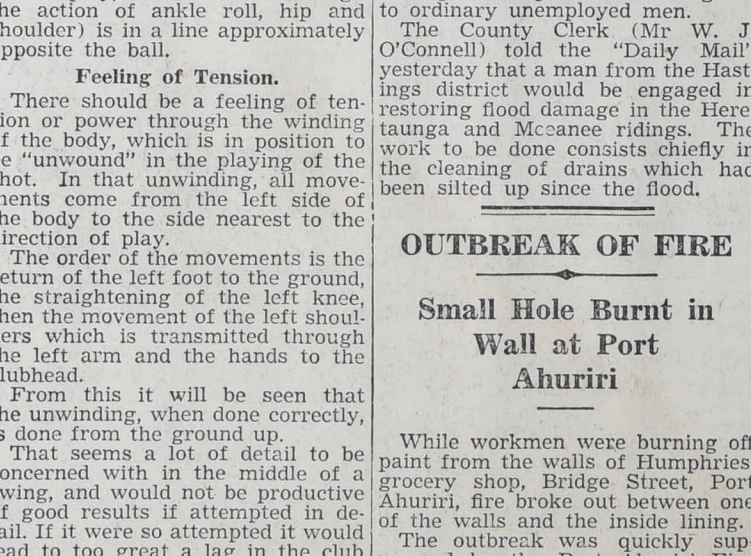 he action of ankle roll, hip and
houlder) is in a line approximately
pposite the ball.
Feeling of Tension.
There should be a feeling of ten-
ion or power through the winding
f the body, which is in position to
e "unwound" in the playing of the
hot. In that unwinding, all move-
ments come from the left side of
he body to the side nearest to the
irection of play.
The order of the movements is the
eturn of the left foot to the ground,
he straightening of the left knee,
hen the movement of the left shoul-
ers which is transmitted through
he left arm and the hands to the
lubhead.
From this it will be seen that
he unwinding, when done correctly,
s done from the ground up.
That seems a lot of detail to be
oncerned with in the middle of a
wing, and would not be productive
f good results if attempted in de-
ail. If it were so attempted it would
ead to too great a lag in the club
to ordinary unemployed men.
The County Clerk (Mr W. J
O'Connell) told the "Daily Mail"
yesterday that a man from the Hast
ings district would be engaged in
restoring flood damage in the Here
taunga and Meeanee ridings. The
work to be done consists chiefly in
the cleaning of drains which had
been silted up since the flood.
OUTBREAK OF FIRE
Small Hole Burnt in
Wall at Port
Ahuriri
While workmen were burning off
paint from the walls of Humphries'
grocery shop, Bridge Street, Port
Ahuriri, fire broke out between one
of the walls and the inside lining.
The outbreak was quickly sup